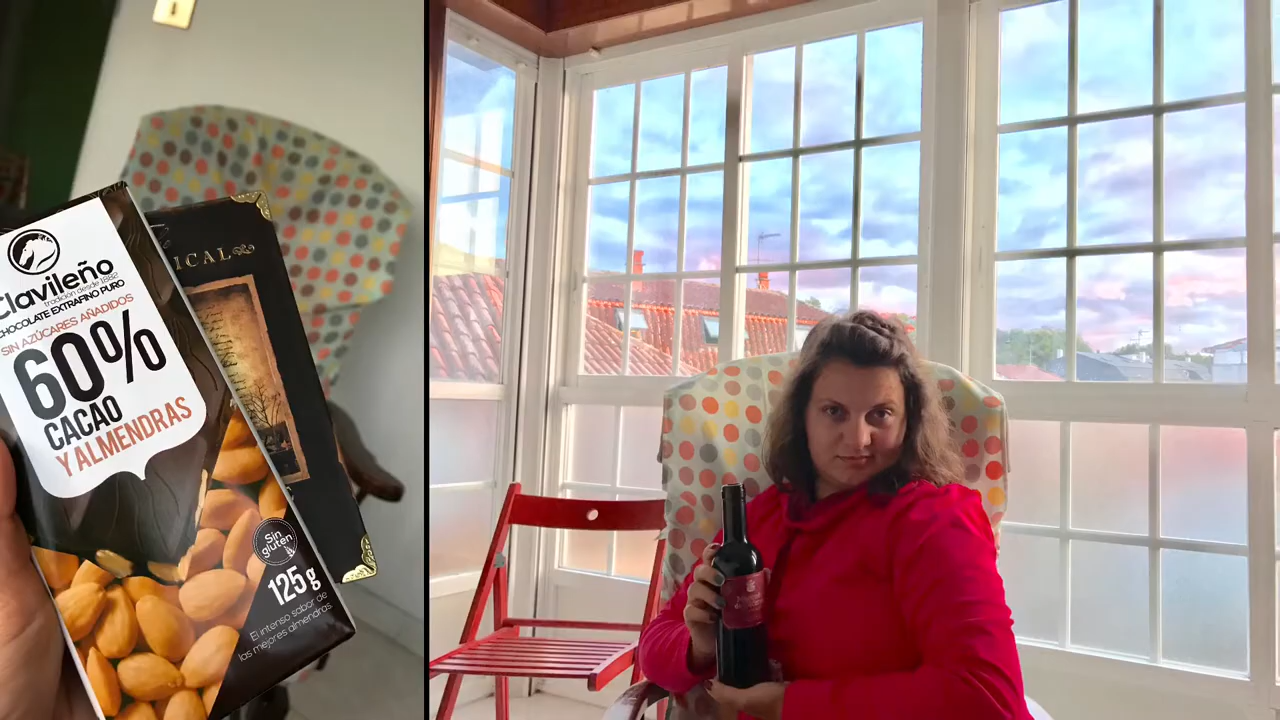 Clavileño
tradición desde 1882
CHOCOLATE EXTRAFINO PURO
SIN AZÚCARES AÑADIDOS
60%
CACAO
Y ALMENDRAS
Sin
gluten
125 g
El intenso sabor de
las mejores almendras
ICAL